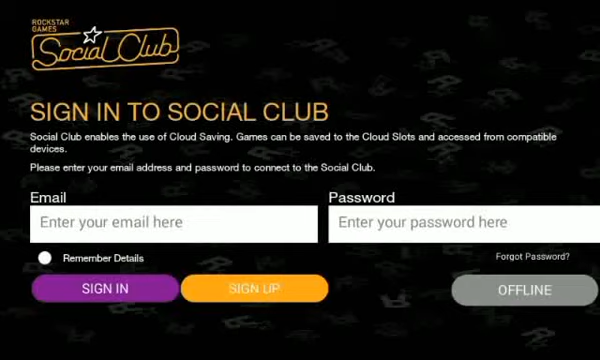 ROCKSTAR
GAMES
Social Club
SIGN IN TO SOCIAL CLUB
Social Club enables the use of Cloud Saving. Games can be saved to the Cloud Slots and accessed from compatible
devices.
Please enter your email address and password to connect to the Social Club.
Email Password
Enter your email here Enter your password here
Remember Details Forgot Password?
SIGN IN SIGN UP OFFLINE